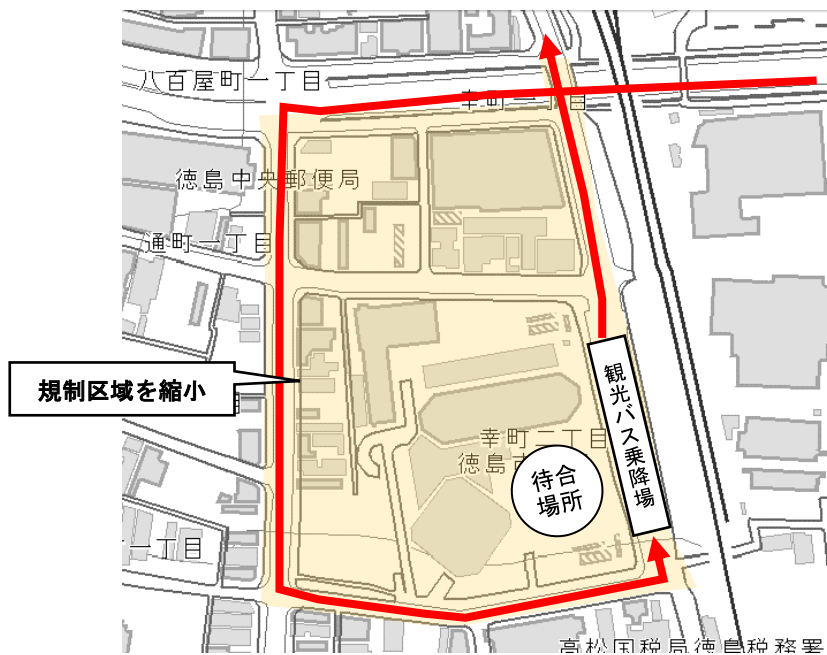 八百屋町一丁目
幸町一丁目
徳島中央郵便局
通町一丁目
規制区域を縮小
観光バス乗降場
幸町二丁目
徳島市
待合
場所
一丁目
高松国税局徳島税務署